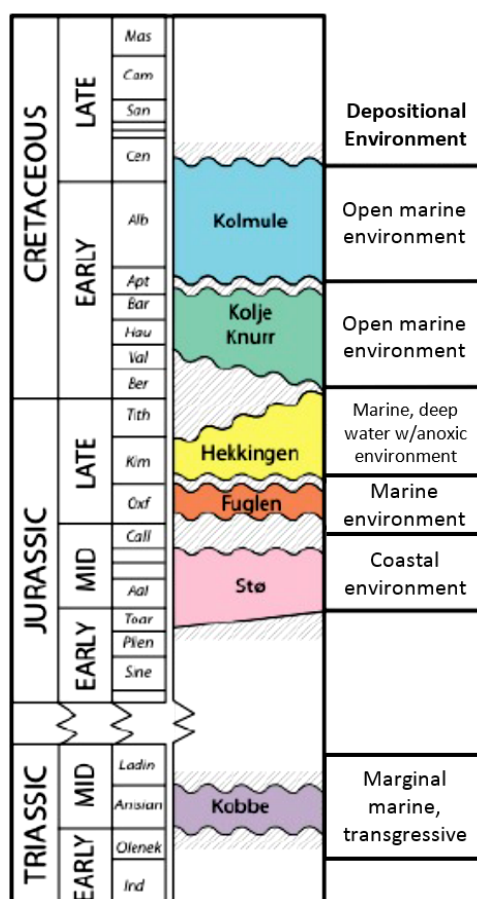 CRETACEOUS
LATE
Mas
Cam
San
Cen
EARLY
Alb
Apt
Bar
Hau
Val
Ber
JURASSIC
LATE
Tith
Kim
Oxf
MID
Call
Aal
EARLY
Toar
Plien
Sine
TRIASSIC
MID
Ladin
Anisian
EARLY
Olenek
Ind
Kolmule
Kolje
Knurr
Hekkingen
Fuglen
Stø
Kobbe
Depositional
Environment
Open marine
environment
Open marine
environment
Marine, deep
water w/anoxic
environment
Marine
environment
Coastal
environment
Marginal
marine,
transgressive